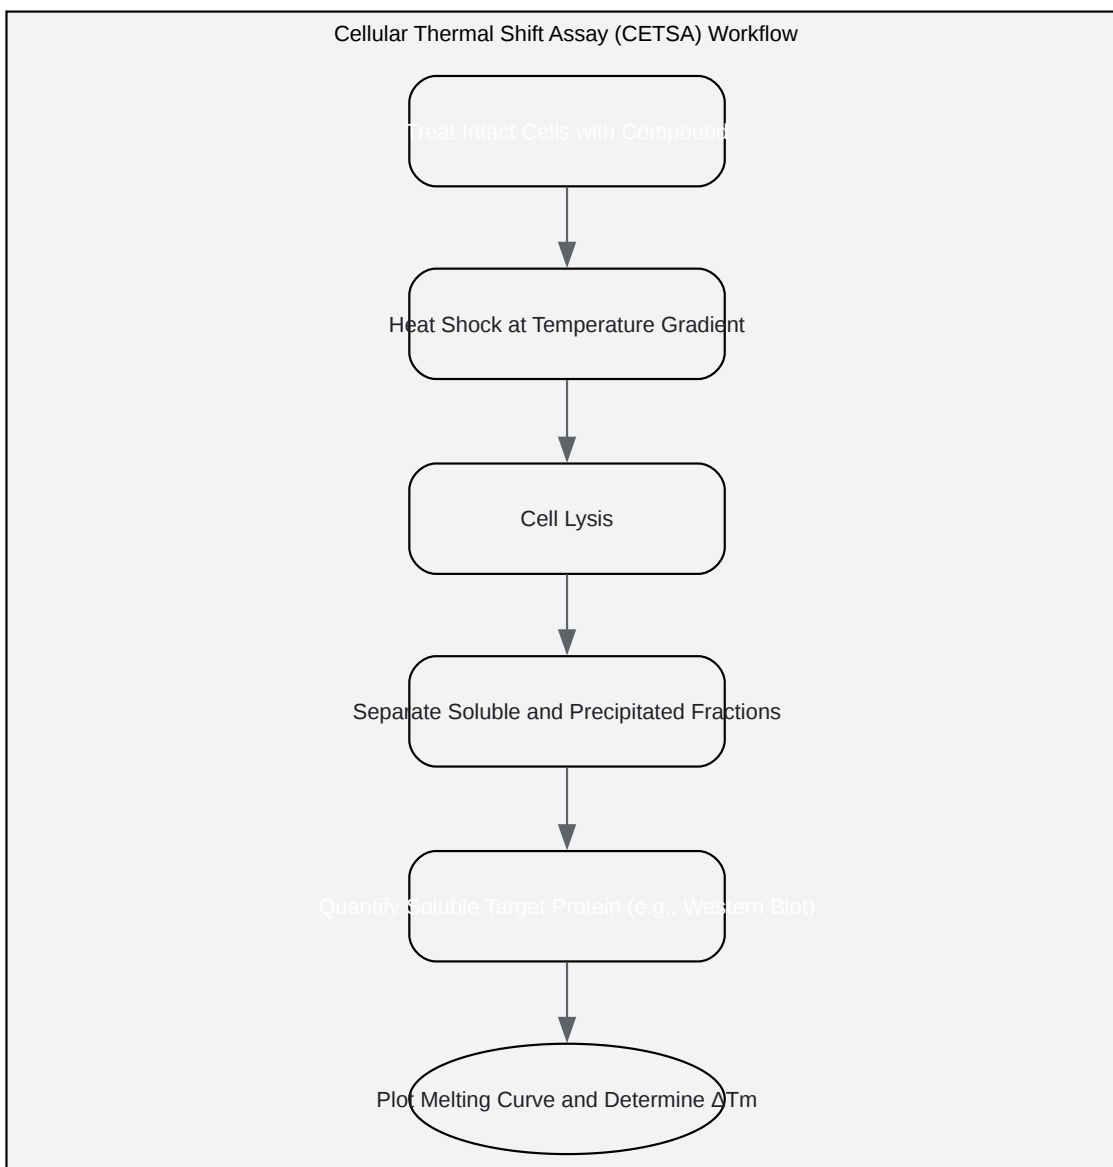 Cellular Thermal Shift Assay (CETSA) Workflow
Treat Intact Cells with Compound
Heat Shock at Temperature Gradient
Cell Lysis
Separate Soluble and Precipitated Fractions
Quantify Soluble Target Protein (e.g., Western Blot)
Plot Melting Curve and Determine ΔTm